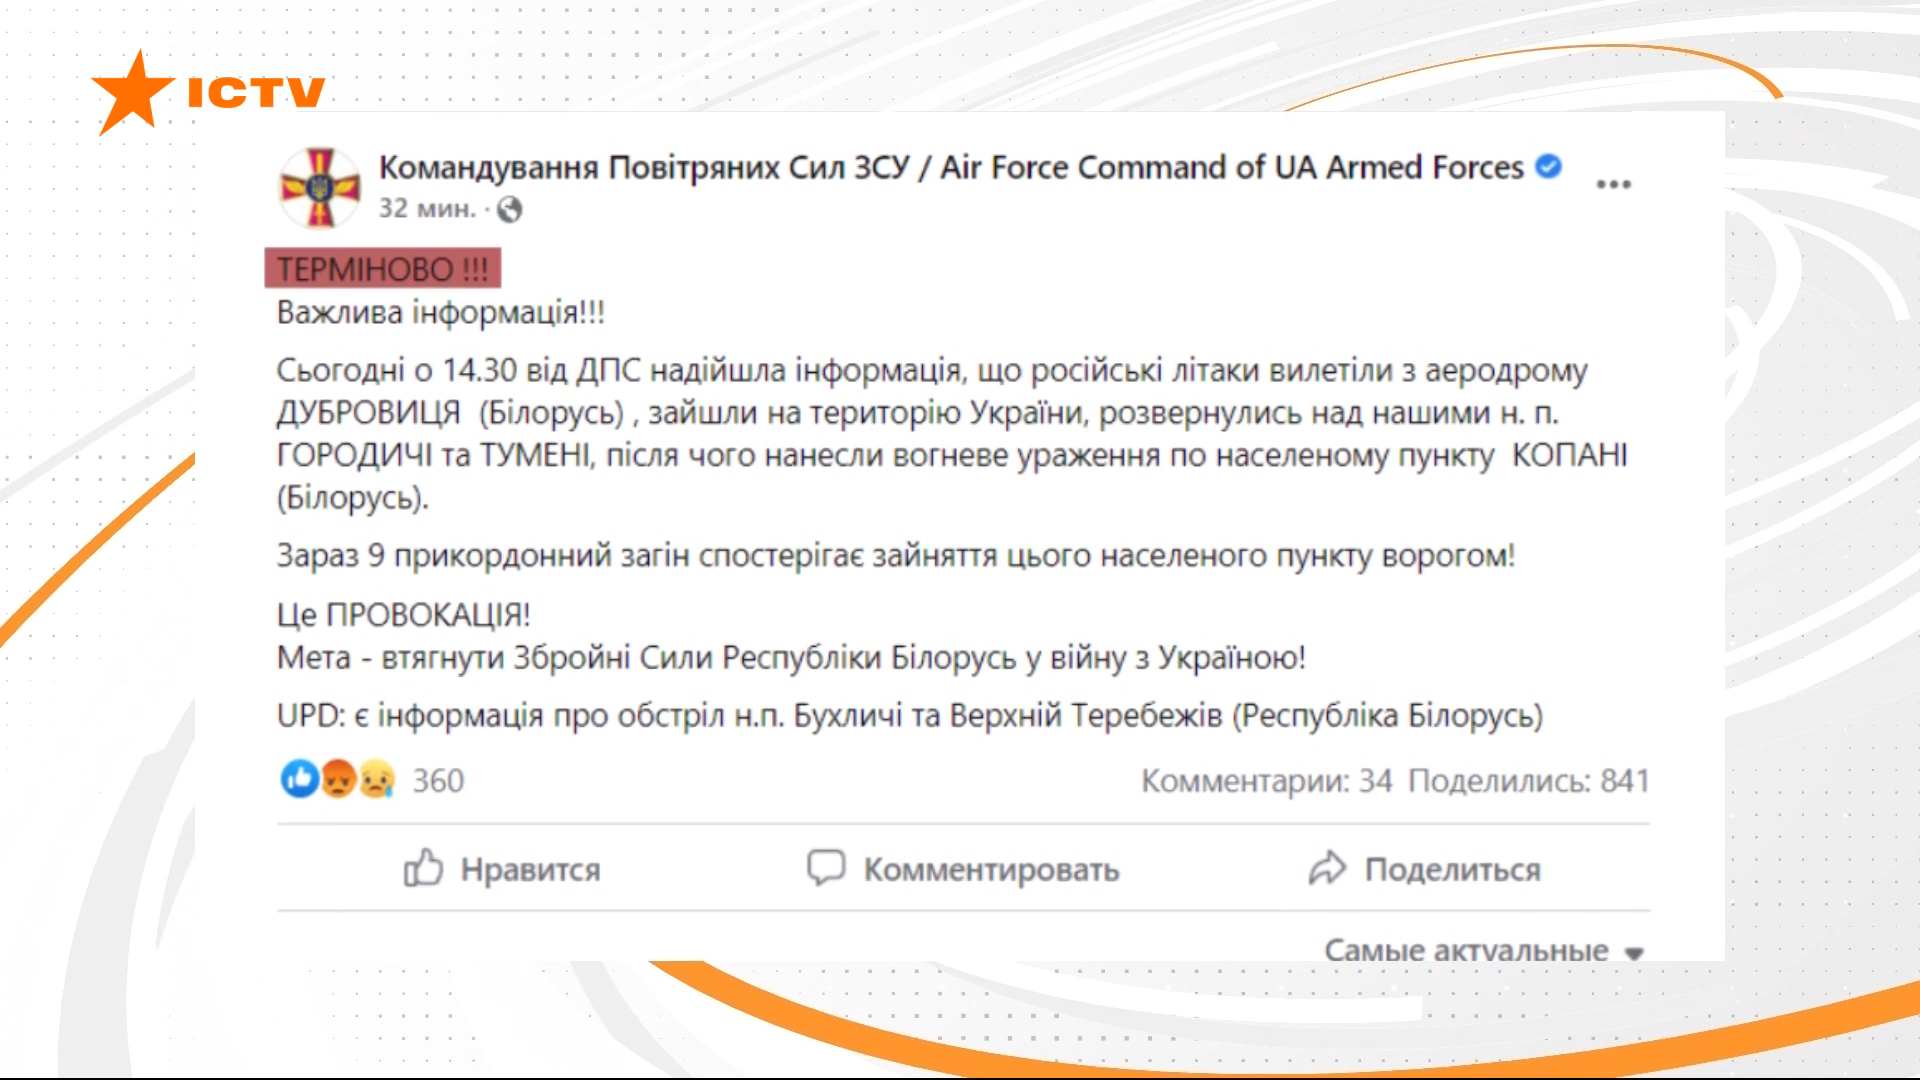 ICTV
Командування Повітряних Сил ЗСУ / Air Force Command of UA Armed Forces
32 мин. ·
ТЕРМІНОВО !!!
Важлива інформація!!!
Сьогодні о 14.30 від ДПС надійшла інформація, що російські літаки вилетіли з аеродрому
ДУБРОВИЦЯ (Білорусь) , зайшли на територію України, розвернулись над нашими н. п.
ГОРОДИЧІ та ТУМЕНІ, після чого нанесли вогневе ураження по населеному пункту КОПАНІ
(Білорусь).
Зараз 9 прикордонний загін спостерігає зайняття цього населеного пункту ворогом!
Це ПРОВОКАЦІЯ!
Мета - втягнути Збройні Сили Республіки Білорусь у війну з Україною!
UPD: є інформація про обстріл н.п. Бухличі та Верхній Теребежів (Республіка Білорусь)
360 Комментарии: 34 Поделились: 841
Нравится Комментировать Поделиться
Самые актуальные